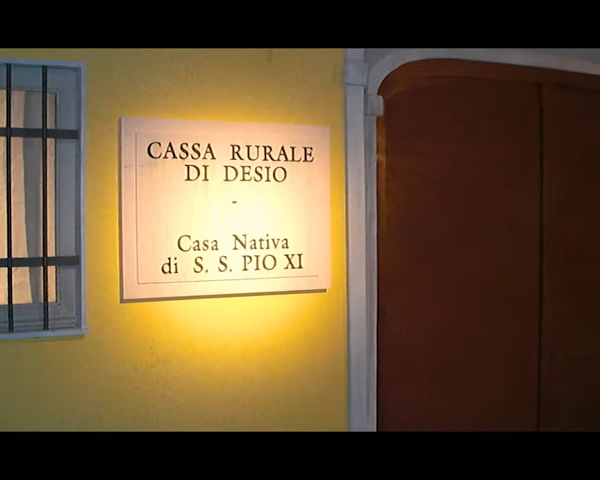 CASSA RURALE
DI DESIO
-
Casa Nativa
di S. S. PIO XI